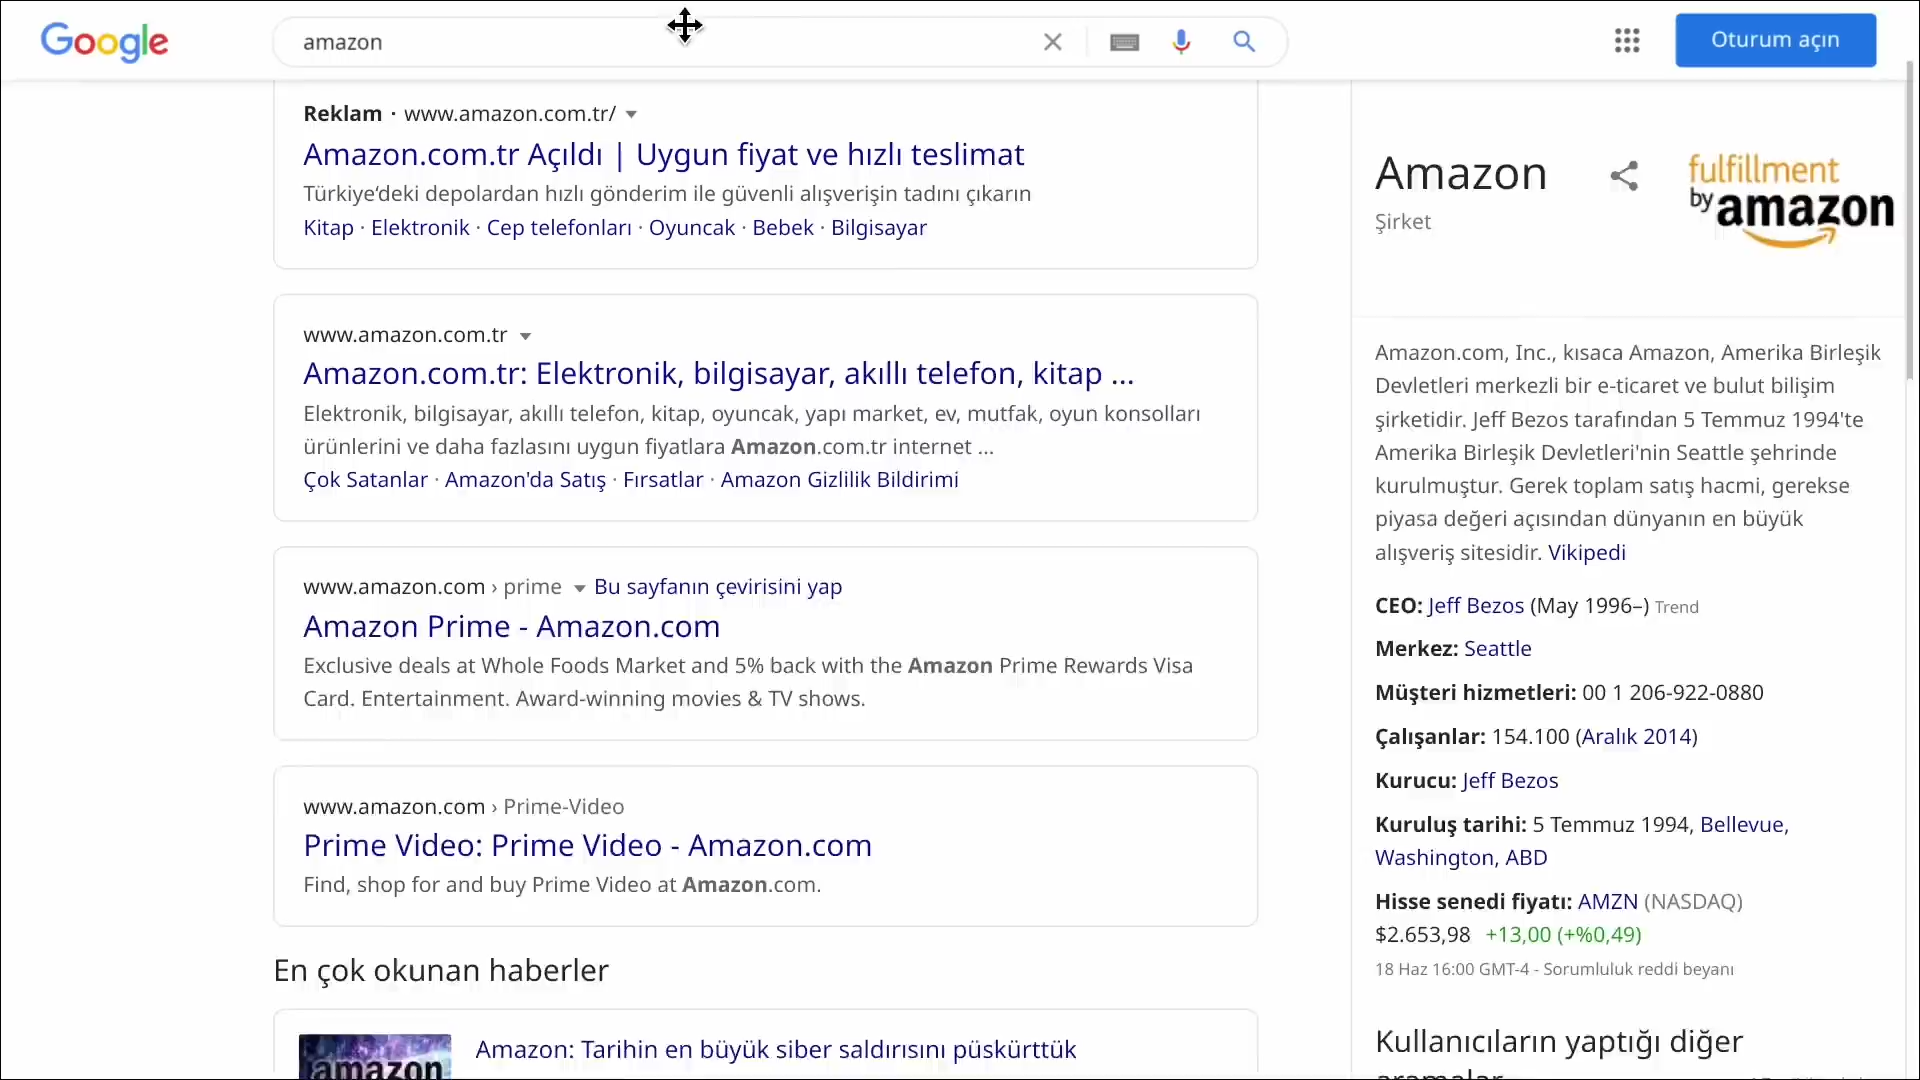 Google
amazon
Oturum açın
Reklam · www.amazon.com.tr/
Amazon.com.tr Açıldı | Uygun fiyat ve hızlı teslimat
Türkiye'deki depolardan hızlı gönderim ile güvenli alışverişin tadını çıkarın
Kitap · Elektronik · Cep telefonları · Oyuncak · Bebek · Bilgisayar
www.amazon.com.tr
Amazon.com.tr: Elektronik, bilgisayar, akıllı telefon, kitap ...
Elektronik, bilgisayar, akıllı telefon, kitap, oyuncak, yapı market, ev, mutfak, oyun konsolları
ürünlerini ve daha fazlasını uygun fiyatlara Amazon.com.tr internet ...
Çok Satanlar · Amazon'da Satış · Fırsatlar · Amazon Gizlilik Bildirimi
www.amazon.com › prime Bu sayfanın çevirisini yap
Amazon Prime - Amazon.com
Exclusive deals at Whole Foods Market and 5% back with the Amazon Prime Rewards Visa
Card. Entertainment. Award-winning movies & TV shows.
www.amazon.com › Prime-Video
Prime Video: Prime Video - Amazon.com
Find, shop for and buy Prime Video at Amazon.com.
En çok okunan haberler
amazon
Amazon: Tarihin en büyük siber saldırısını püskürttük
Amazon
Şirket
fulfillment
by amazon
Amazon.com, Inc., kısaca Amazon, Amerika Birleşik
Devletleri merkezli bir e-ticaret ve bulut bilişim
şirketidir. Jeff Bezos tarafından 5 Temmuz 1994'te
Amerika Birleşik Devletleri'nin Seattle şehrinde
kurulmuştur. Gerek toplam satış hacmi, gerekse
piyasa değeri açısından dünyanın en büyük
alışveriş sitesidir. Vikipedi
CEO: Jeff Bezos (May 1996–) Trend
Merkez: Seattle
Müşteri hizmetleri: 00 1 206-922-0880
Çalışanlar: 154.100 (Aralık 2014)
Kurucu: Jeff Bezos
Kuruluş tarihi: 5 Temmuz 1994, Bellevue,
Washington, ABD
Hisse senedi fiyatı: AMZN (NASDAQ)
$2.653,98 +13,00 (+%0,49)
18 Haz 16:00 GMT-4 - Sorumluluk reddi beyanı
Kullanıcıların yaptığı diğer
aramalar